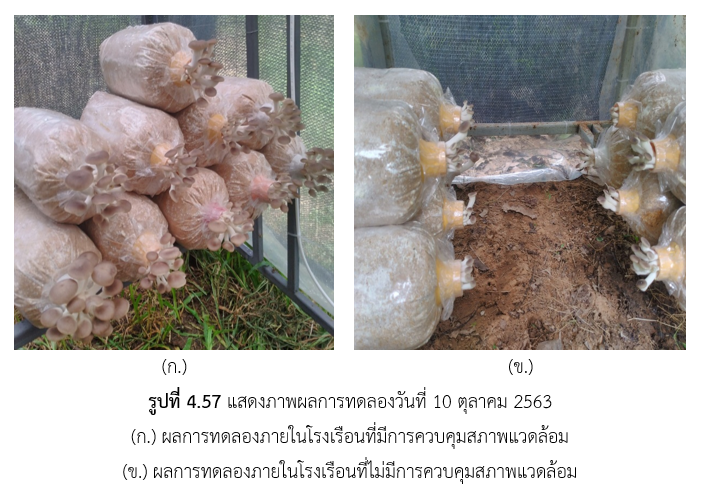 (ก.) (ข.)
รูปที่ 4.57 แสดงภาพผลการทดลองวันที่ 10 ตุลาคม 2563
(ก.) ผลการทดลองภายในโรงเรือนที่มีการควบคุมสภาพแวดล้อม
(ข.) ผลการทดลองภายในโรงเรือนที่ไม่มีการควบคุมสภาพแวดล้อม